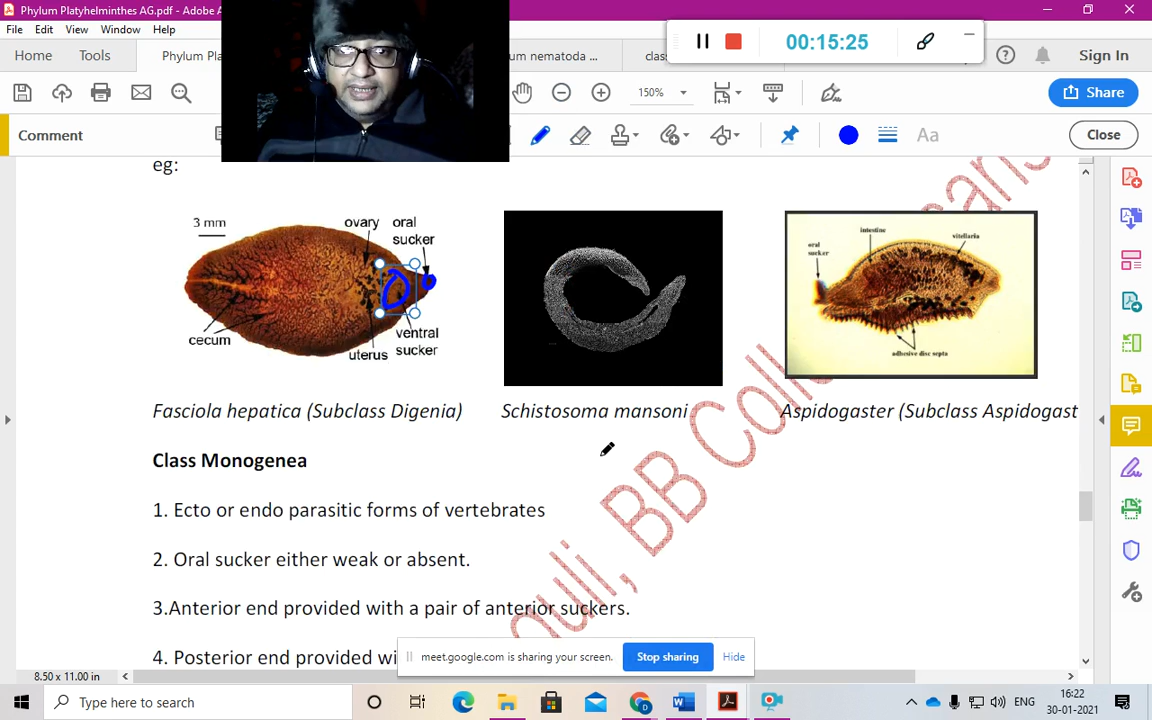 Phylum Platyhelminthes AG.pdf - Adobe A
00:15:25
File Edit View Window Help
Home Tools Phylum Pla um nematoda ... clas Sign In
150% Share
Comment Aa Close
eg:
3 mm ovary oral sucker
cecum uterus ventral sucker
oral sucker intestine vitellaria
adhesive disc septa
Fasciola hepatica (Subclass Digenia) Schistosoma mansoni Aspidogaster (Subclass Aspidogast
Class Monogenea
1. Ecto or endo parasitic forms of vertebrates
2. Oral sucker either weak or absent.
3.Anterior end provided with a pair of anterior suckers.
4. Posterior end provided wi
meet.google.com is sharing your screen. Stop sharing Hide
8.50 x 11.00 in
Type here to search ENG 16:22
30-01-2021